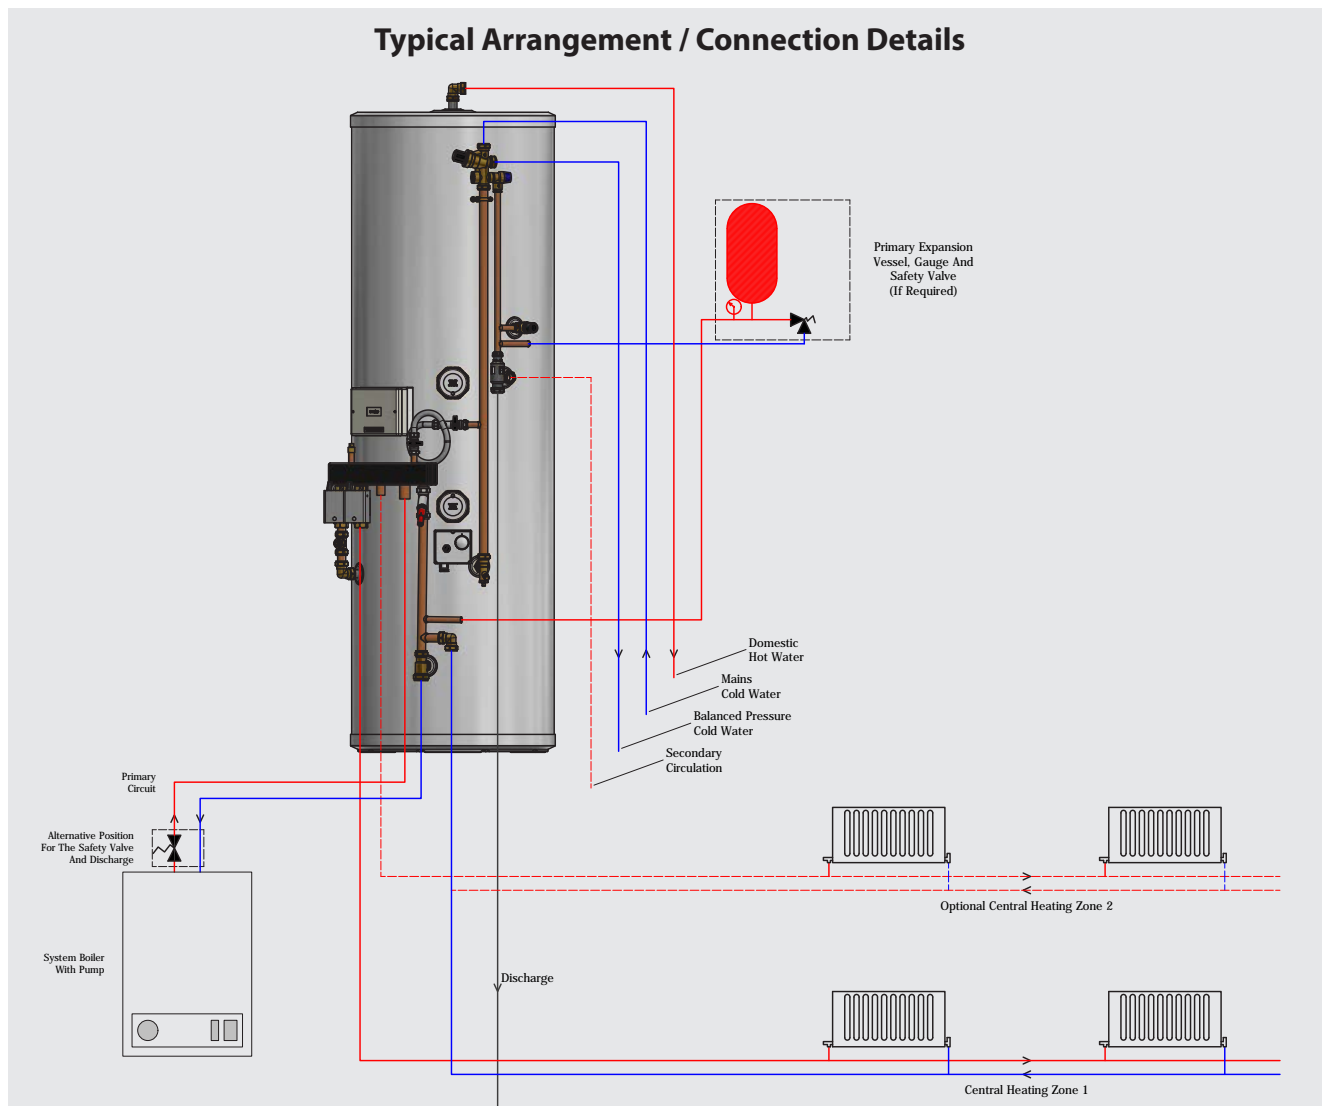 Typical Arrangement / Connection Details
Primary Expansion
Vessel, Gauge And
Safety Valve
(If Required)
Domestic
Hot Water
Mains
Cold Water
Balanced Pressure
Cold Water
Secondary
Circulation
Primary
Circuit
Alternative Position
For The Safety Valve
And Discharge
System Boiler
With Pump
Optional Central Heating Zone 2
Discharge
Central Heating Zone 1